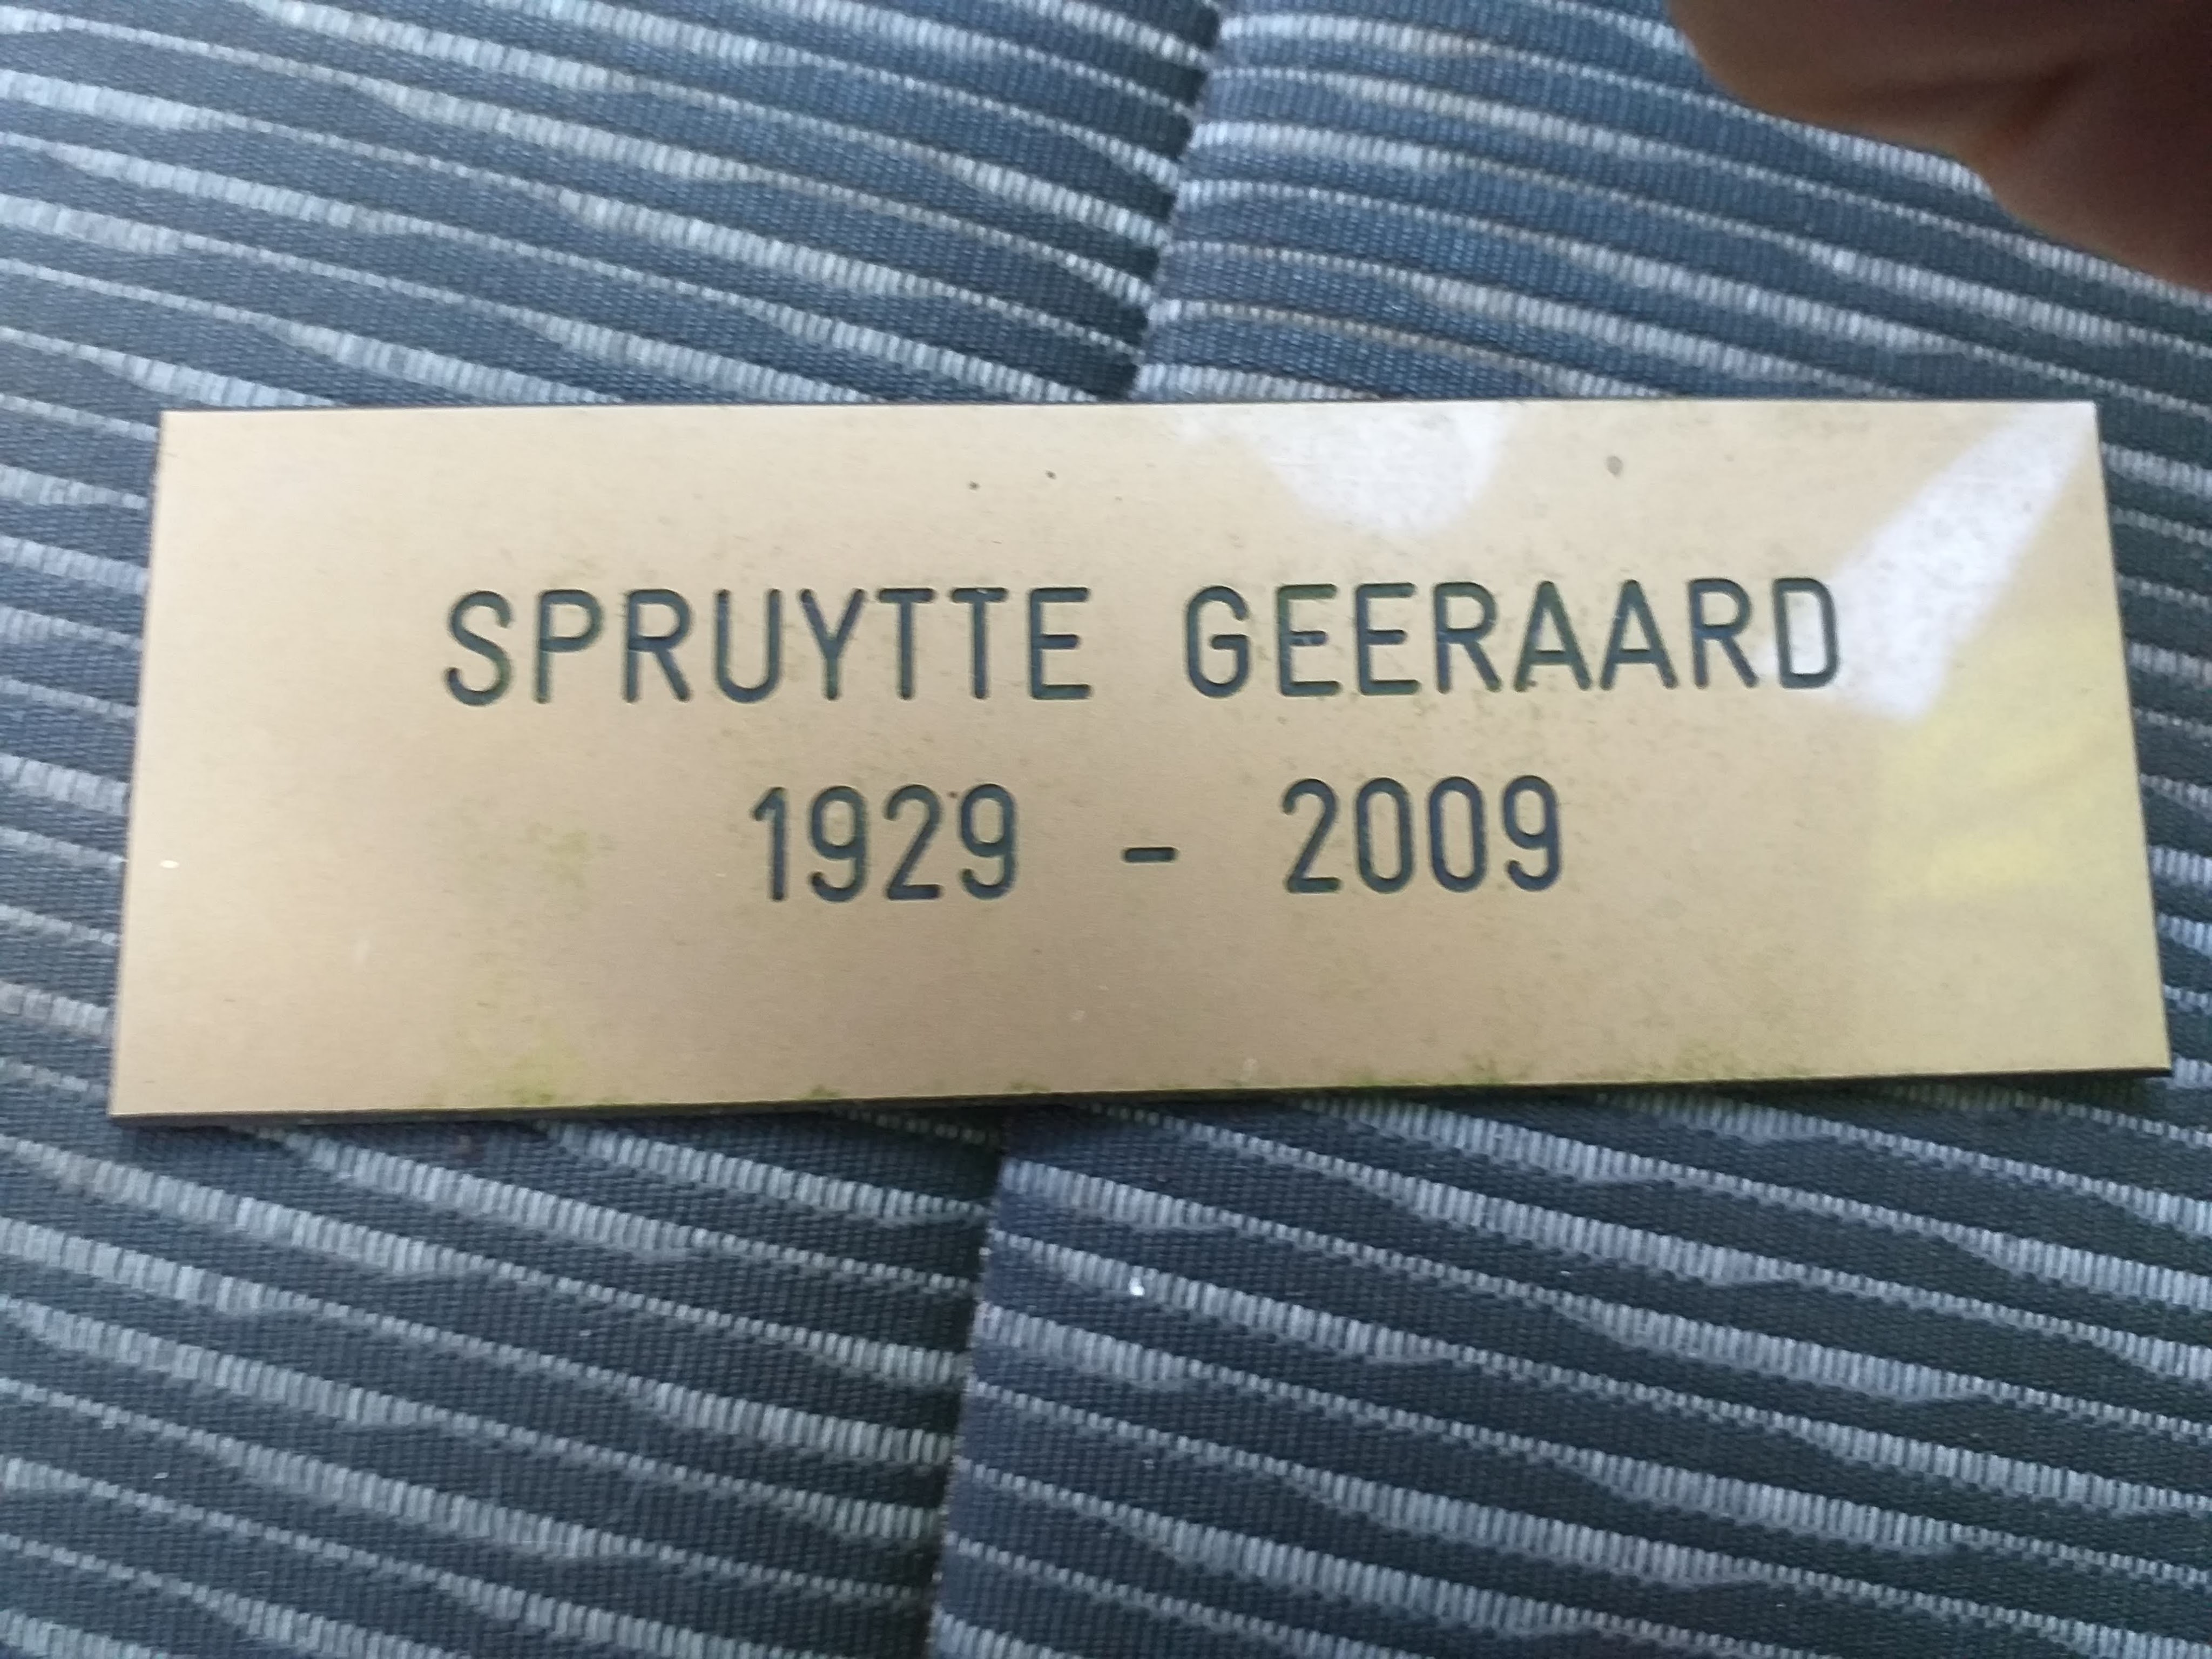 SPRUYTTE GEERAARD
1929 - 2009